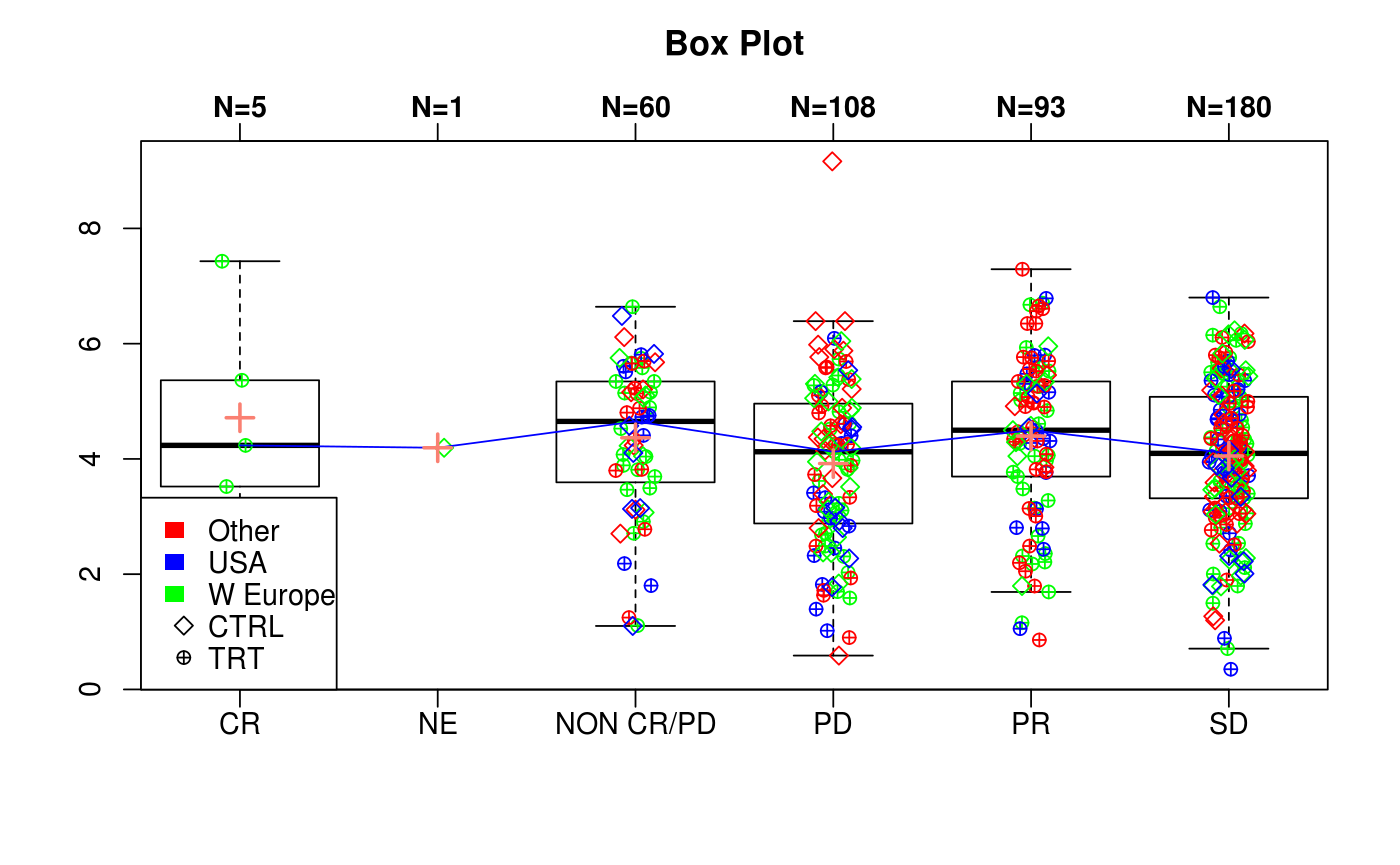 Box Plot
N=5 N=1 N=60 N=108 N=93 N=180
8
6
4
2
0
Other
USA
W Europe
CTRL
TRT
CR NE NON CR/PD PD PR SD